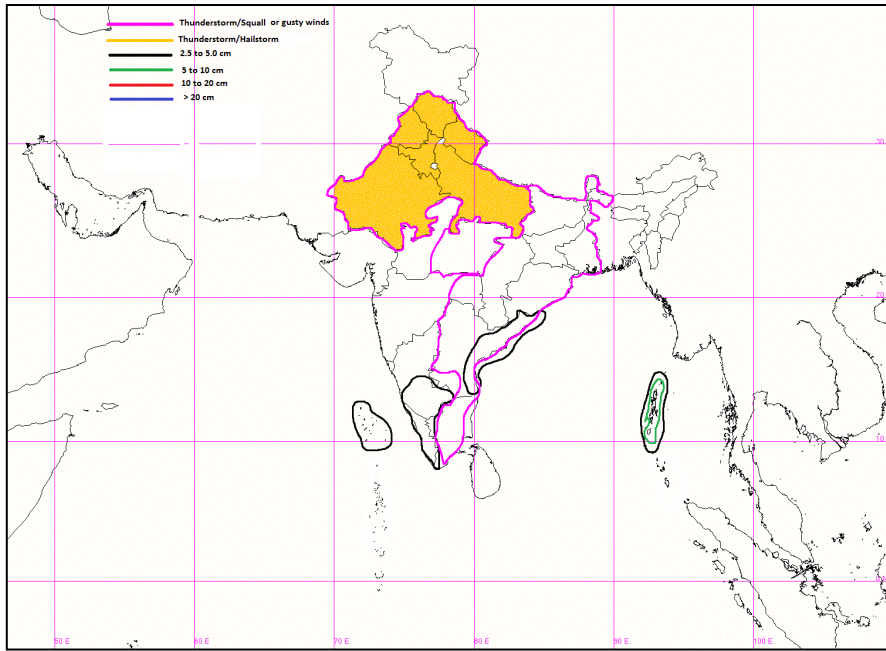 Thunderstorm/Squall or gusty winds
Thunderstorm/Hailstorm
2.5 to 5.0 cm
5 to 10 cm
10 to 20 cm
> 20 cm
30
20
10
0
50 E
60 E
70 E
80 E
90 E
100 E